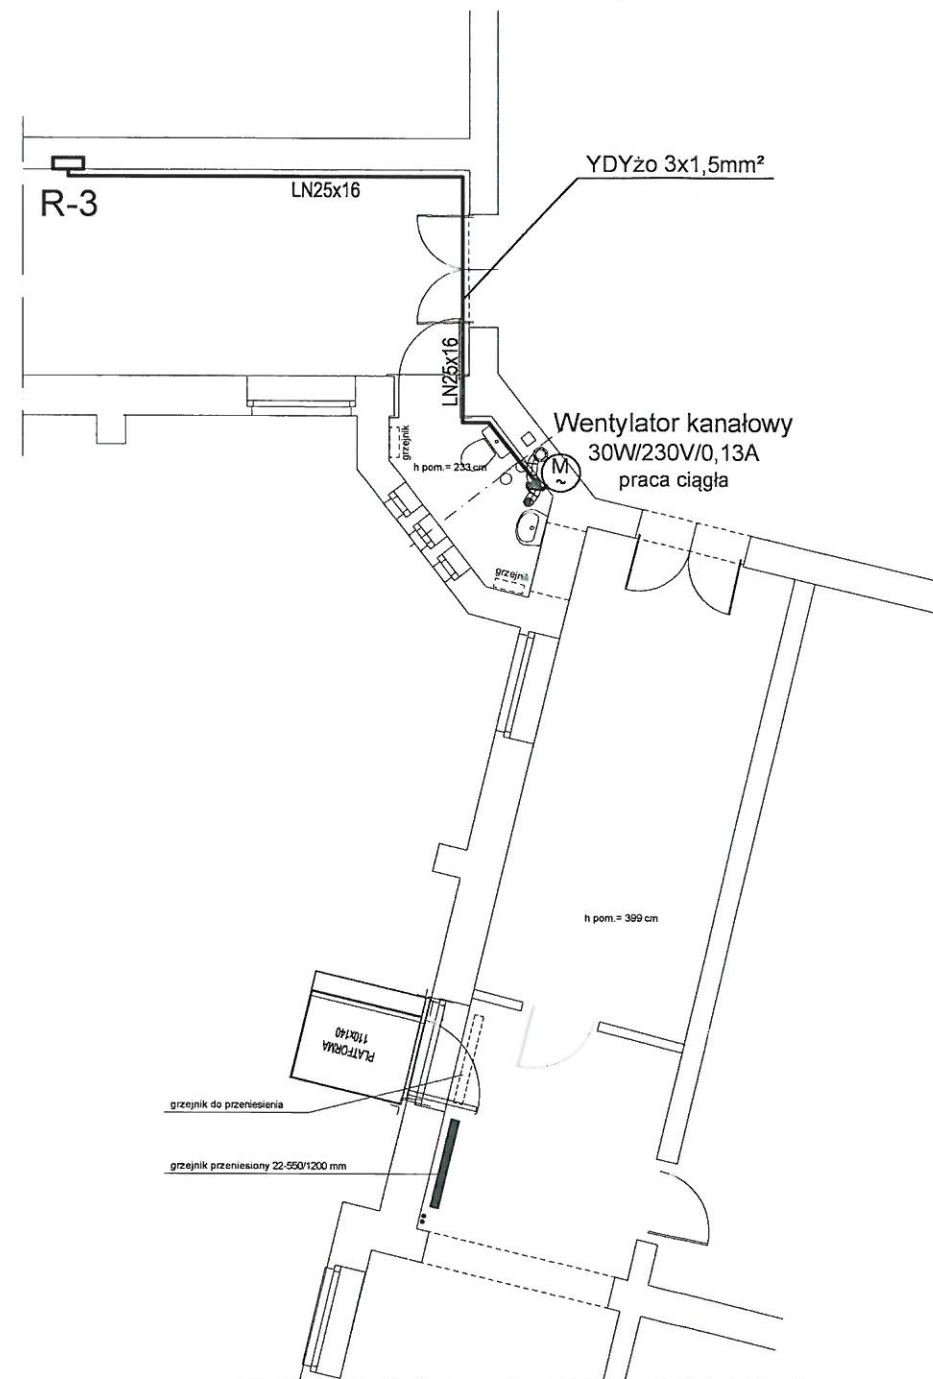 YDYżo 3x1,5mm²
LN25x16
R-3
LN25x16
Wentylator kanałowy
30W/230V/0,13A
praca ciągła
M
~
grzejnik
h pom.= 233 cm
grzejnik
h pom.= 399 cm
PLATFORMA
110x140
grzejnik do przeniesienia
grzejnik przeniesiony 22-550/1200 mm